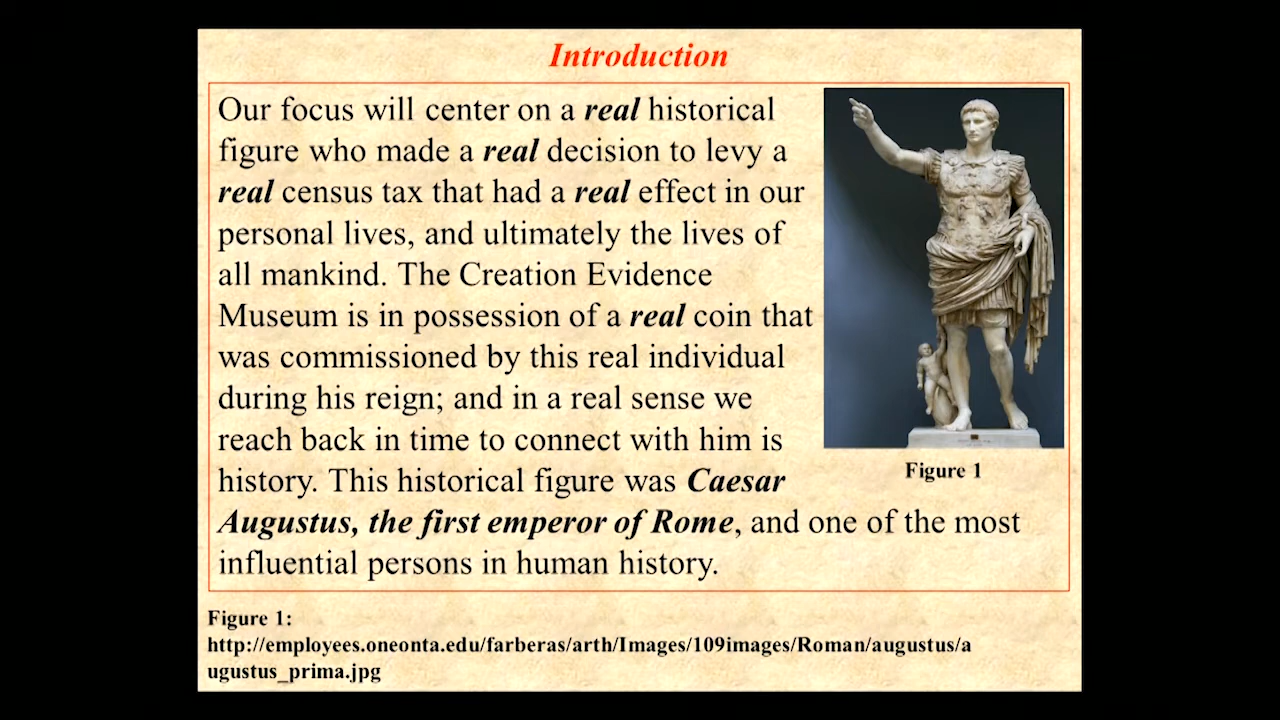 Introduction
Our focus will center on a real historical
figure who made a real decision to levy a
real census tax that had a real effect in our
personal lives, and ultimately the lives of
all mankind. The Creation Evidence
Museum is in possession of a real coin that
was commissioned by this real individual
during his reign; and in a real sense we
reach back in time to connect with him is
history. This historical figure was Caesar
Augustus, the first emperor of Rome, and one of the most
influential persons in human history.
Figure 1
Figure 1:
http://employees.oneonta.edu/farberas/arth/Images/109images/Roman/augustus/a
ugustus_prima.jpg